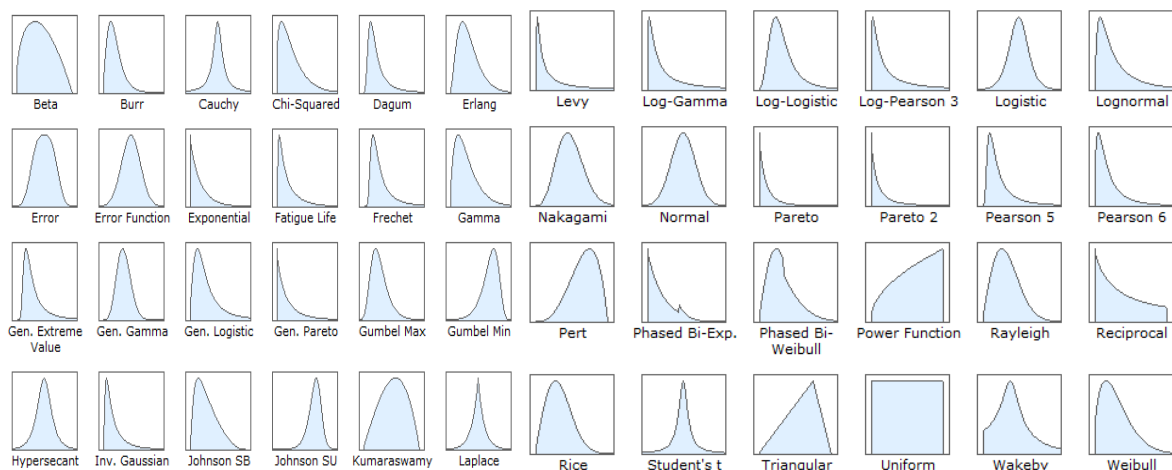 Beta Burr Cauchy Chi-Squared Dagum Erlang Levy Log-Gamma Log-Logistic Log-Pearson 3 Logistic Lognormal
Error Error Function Exponential Fatigue Life Frechet Gamma Nakagami Normal Pareto Pareto 2 Pearson 5 Pearson 6
Gen. Extreme Gen. Gamma Gen. Logistic Gen. Pareto Gumbel Max Gumbel Min Pert Phased Bi-Exp. Phased Bi- Power Function Rayleigh Reciprocal
Value Weibull
Hypersecant Inv. Gaussian Johnson SB Johnson SU Kumaraswamy Laplace Rice Student's t Triangular Uniform Wakeby Weibull